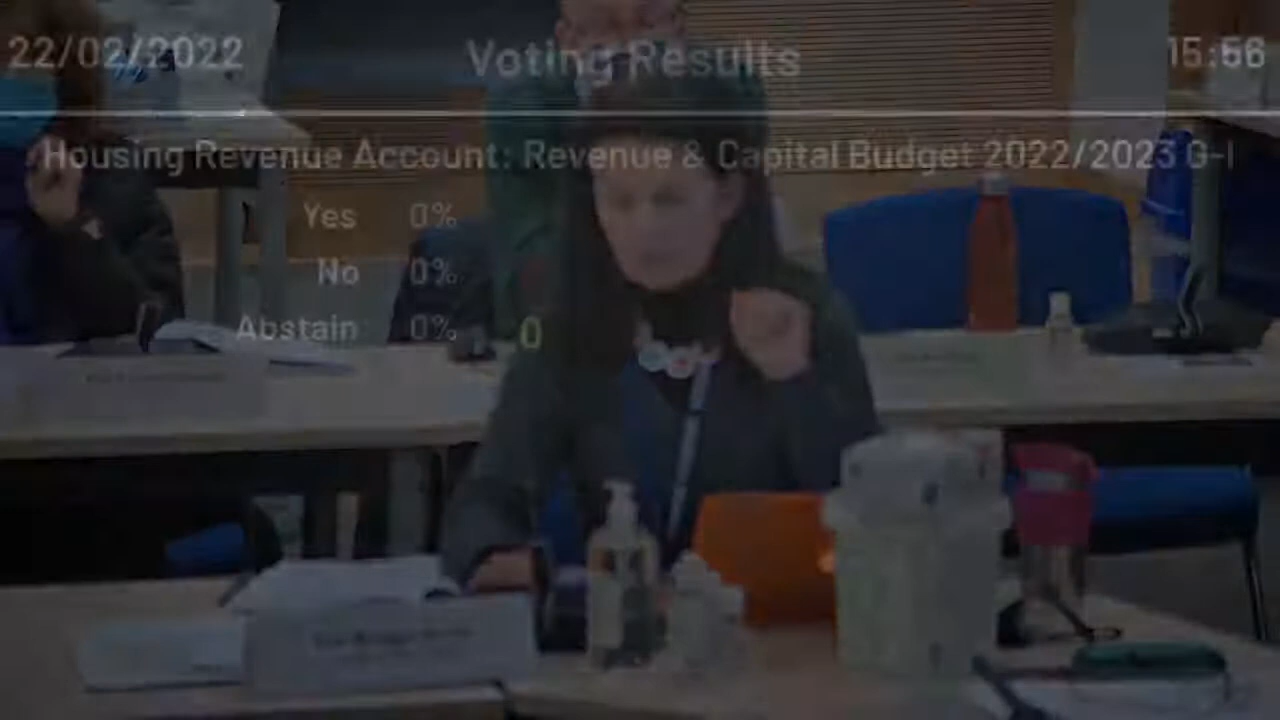 22/02/2022 Voting Results 15:56
Housing Revenue Account: Revenue & Capital Budget 2022/2023 G-I
Yes 0%
No 0%
Abstain 0% 0